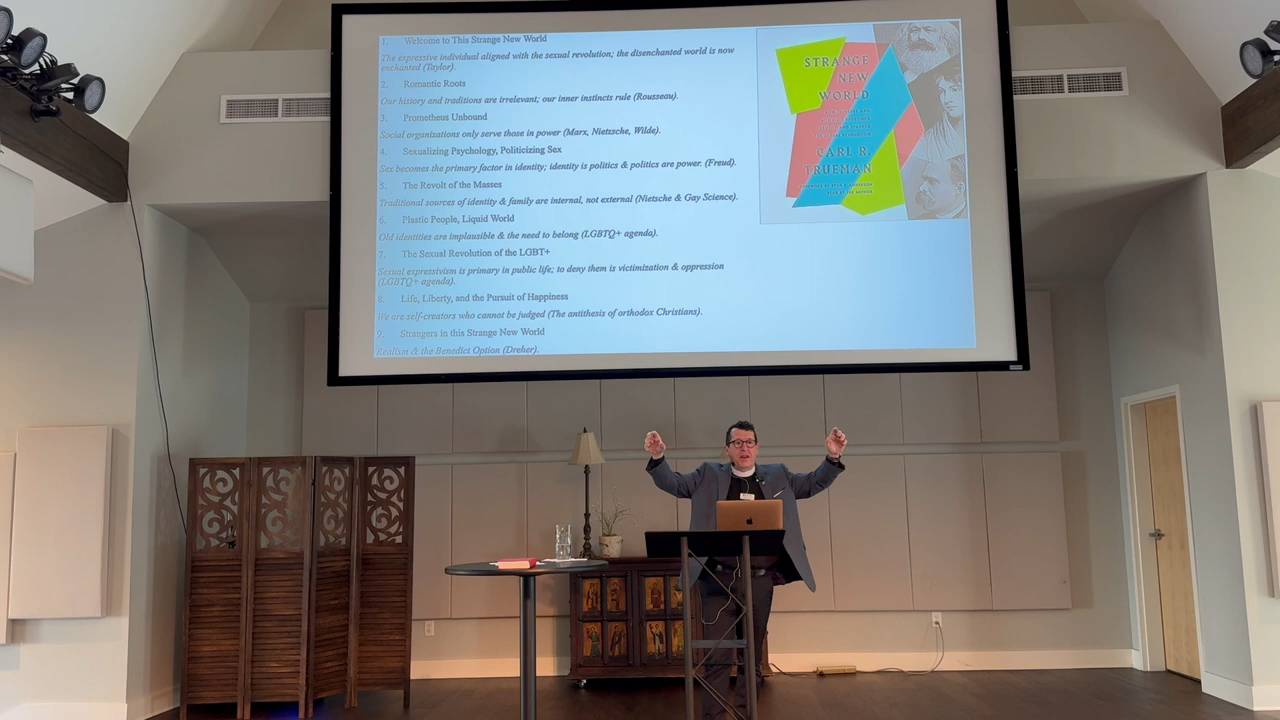 1. Welcome to This Strange New World
The expressive individual aligned with the sexual revolution; the disenchanted world is now
enchanted (Taylor).
2. Romantic Roots
Our history and traditions are irrelevant; our inner instincts rule (Rousseau).
3. Prometheus Unbound
Social organizations only serve those in power (Marx, Nietzsche, Wilde).
4. Sexualizing Psychology, Politicizing Sex
Sex becomes the primary factor in identity; identity is politics & politics are power. (Freud).
5. The Revolt of the Masses
Traditional sources of identity & family are internal, not external (Nietsche & Gay Science).
6. Plastic People, Liquid World
Old identities are implausible & the need to belong (LGBTQ+ agenda).
7. The Sexual Revolution of the LGBT+
Sexual expressivism is primary in public life; to deny them is victimization & oppression
(LGBTQ+ agenda).
8. Life, Liberty, and the Pursuit of Happiness
We are self-creators who cannot be judged (The antithesis of orthodox Christians).
9. Strangers in this Strange New World
Realism & the Benedict Option (Dreher).
STRANGE
NEW
WORLD
CARL R.
TRUEMAN